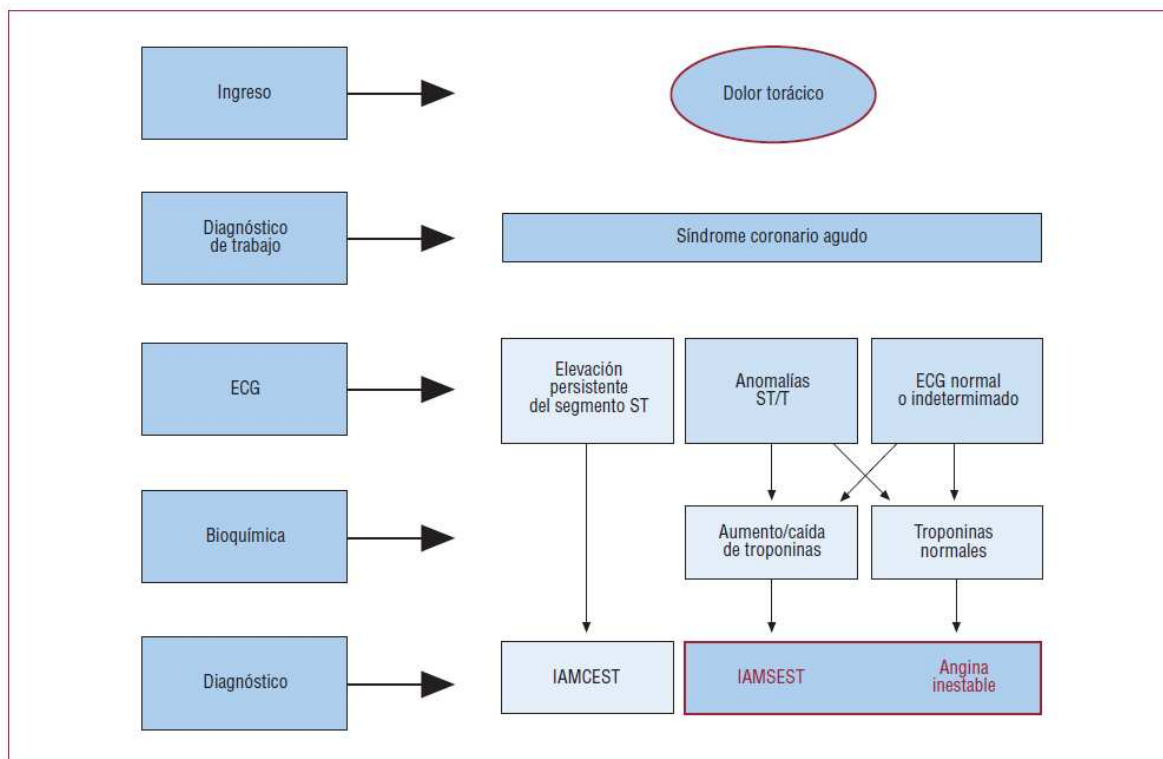 Ingreso
Dolor torácico
Diagnóstico
de trabajo
Síndrome coronario agudo
ECG
Elevación
persistente
del segmento ST
Anomalías
ST/T
ECG normal
o indetermimado
Bioquímica
Aumento/caída
de troponinas
Troponinas
normales
Diagnóstico
IAMCEST
IAMSEST
Angina
inestable